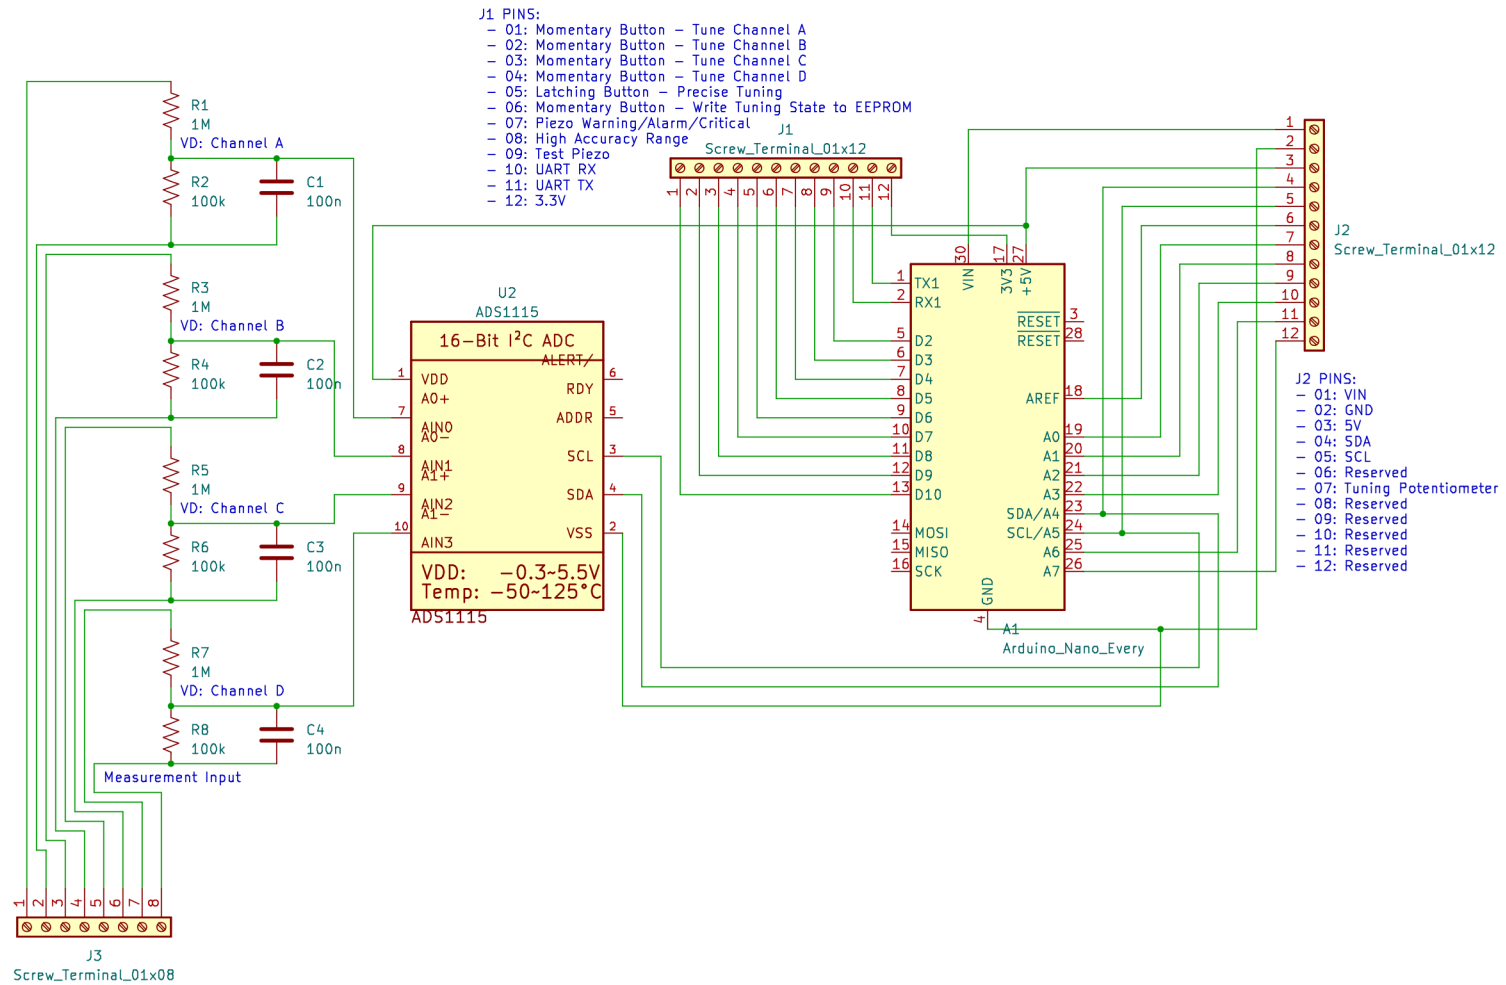 J1 PINS:
- 01: Momentary Button - Tune Channel A
- 02: Momentary Button - Tune Channel B
- 03: Momentary Button - Tune Channel C
- 04: Momentary Button - Tune Channel D
- 05: Latching Button - Precise Tuning
- 06: Momentary Button - Write Tuning State to EEPROM
- 07: Piezo Warning/Alarm/Critical
- 08: High Accuracy Range
- 09: Test Piezo
- 10: UART RX
- 11: UART TX
- 12: 3.3V
J1
Screw_Terminal_01x12
1 2 3 4 5 6 7 8 9 10 11 12
R1
1M
VD: Channel A
R2
100k
C1
100n
R3
1M
VD: Channel B
R4
100k
C2
100n
R5
1M
VD: Channel C
R6
100k
C3
100n
R7
1M
VD: Channel D
R8
100k
C4
100n
Measurement Input
1 2 3 4 5 6 7 8
J3
Screw_Terminal_01x08
U2
ADS1115
16-Bit I²C ADC
ALERT/
1 VDD
RDY 6
A0+
7 AIN0
ADDR 5
A0-
8 AIN1
SCL 3
A1+
9 AIN2
SDA 4
A1-
10 AIN3
VSS 2
VDD: -0.3~5.5V
Temp: -50~125°C
ADS1115
30 VIN
17 3V3
27 +5V
1 TX1
2 RX1
5 D2
6 D3
7 D4
8 D5
9 D6
10 D7
11 D8
12 D9
13 D10
14 MOSI
15 MISO
16 SCK
RESET 3
RESET 28
AREF 18
A0 19
A1 20
A2 21
A3 22
SDA/A4 23
SCL/A5 24
A6 25
A7 26
GND 4
A1
Arduino_Nano_Every
1
2
3
4
5
6
7
8
9
10
11
12
J2
Screw_Terminal_01x12
J2 PINS:
- 01: VIN
- 02: GND
- 03: 5V
- 04: SDA
- 05: SCL
- 06: Reserved
- 07: Tuning Potentiometer
- 08: Reserved
- 09: Reserved
- 10: Reserved
- 11: Reserved
- 12: Reserved